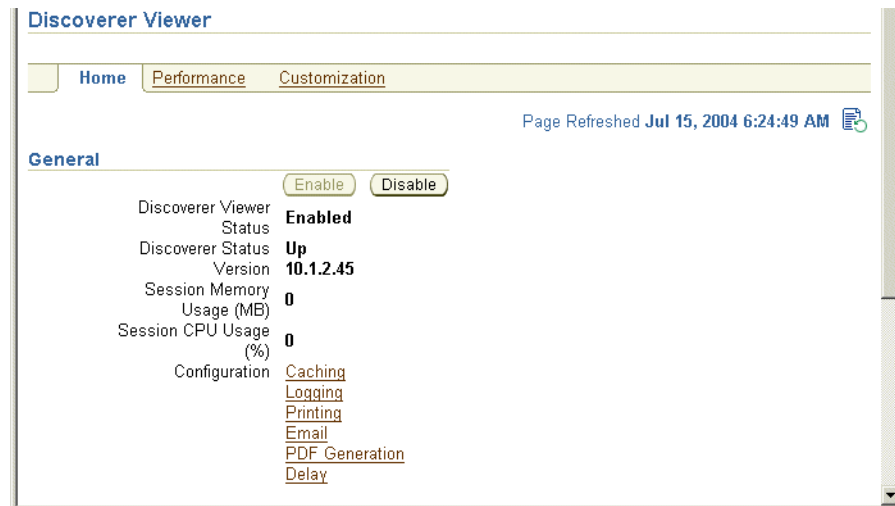 Discoverer Viewer
Home Performance Customization
Page Refreshed Jul 15, 2004 6:24:49 AM
General
Enable Disable
Discoverer Viewer
Status Enabled
Discoverer Status Up
Version 10.1.2.45
Session Memory
Usage (MB) 0
Session CPU Usage
(%) 0
Configuration Caching
Logging
Printing
Email
PDF Generation
Delay